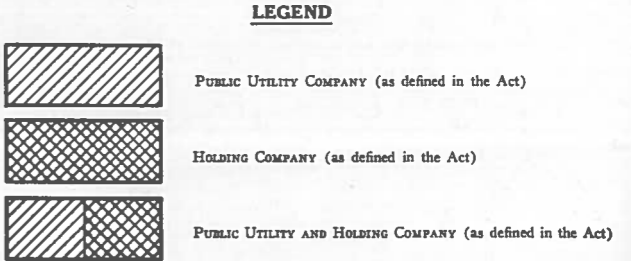 LEGEND
PUBLIC UTILITY COMPANY (as defined in the Act)
HOLDING COMPANY (as defined in the Act)
PUBLIC UTILITY AND HOLDING COMPANY (as defined in the Act)